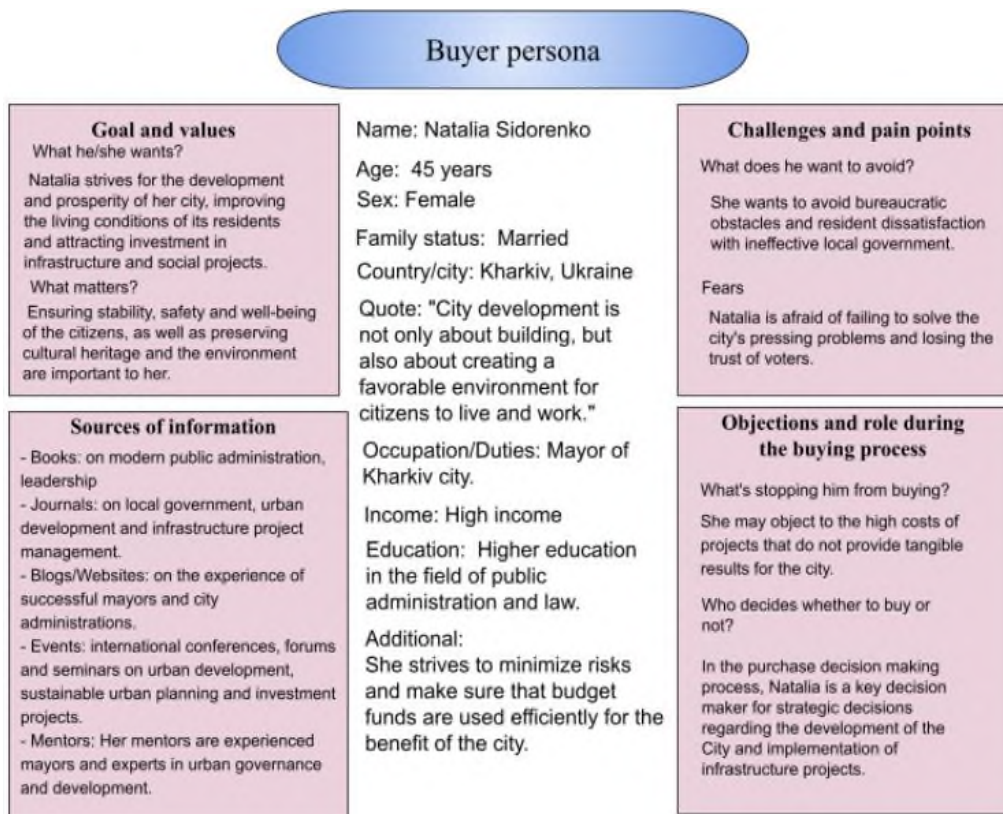 Buyer persona
Goal and values
What he/she wants?
Natalia strives for the development
and prosperity of her city, improving
the living conditions of its residents
and attracting investment in
infrastructure and social projects.
What matters?
Ensuring stability, safety and well-being
of the citizens, as well as preserving
cultural heritage and the environment
are important to her.
Sources of information
- Books: on modern public administration,
leadership
- Journals: on local government, urban
development and infrastructure project
management.
- Blogs/Websites: on the experience of
successful mayors and city
administrations.
- Events: international conferences, forums
and seminars on urban development,
sustainable urban planning and investment
projects.
- Mentors: Her mentors are experienced
mayors and experts in urban governance
and development.
Name: Natalia Sidorenko
Age: 45 years
Sex: Female
Family status: Married
Country/city: Kharkiv, Ukraine
Quote: "City development is
not only about building, but
also about creating a
favorable environment for
citizens to live and work."
Occupation/Duties: Mayor of
Kharkiv city.
Income: High income
Education: Higher education
in the field of public
administration and law.
Additional:
She strives to minimize risks
and make sure that budget
funds are used efficiently for the
benefit of the city.
Challenges and pain points
What does he want to avoid?
She wants to avoid bureaucratic
obstacles and resident dissatisfaction
with ineffective local government.
Fears
Natalia is afraid of failing to solve the
city's pressing problems and losing the
trust of voters.
Objections and role during
the buying process
What's stopping him from buying?
She may object to the high costs of
projects that do not provide tangible
results for the city.
Who decides whether to buy or
not?
In the purchase decision making
process, Natalia is a key decision
maker for strategic decisions
regarding the development of the
City and implementation of
infrastructure projects.